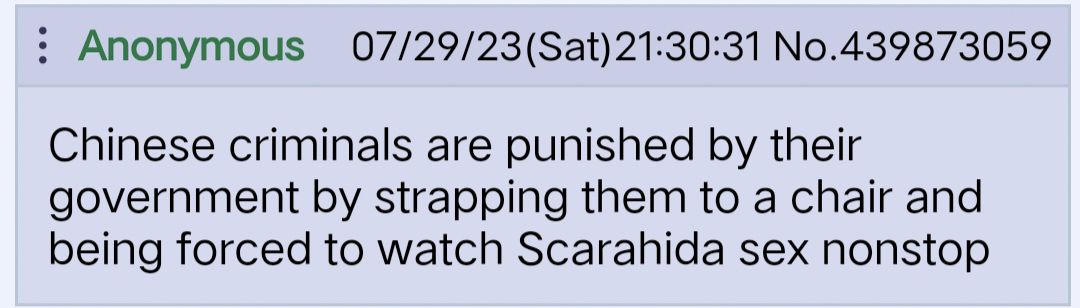 Anonymous 07/29/23(Sat)21:30:31 No.439873059
Chinese criminals are punished by their
government by strapping them to a chair and
being forced to watch Scarahida sex nonstop